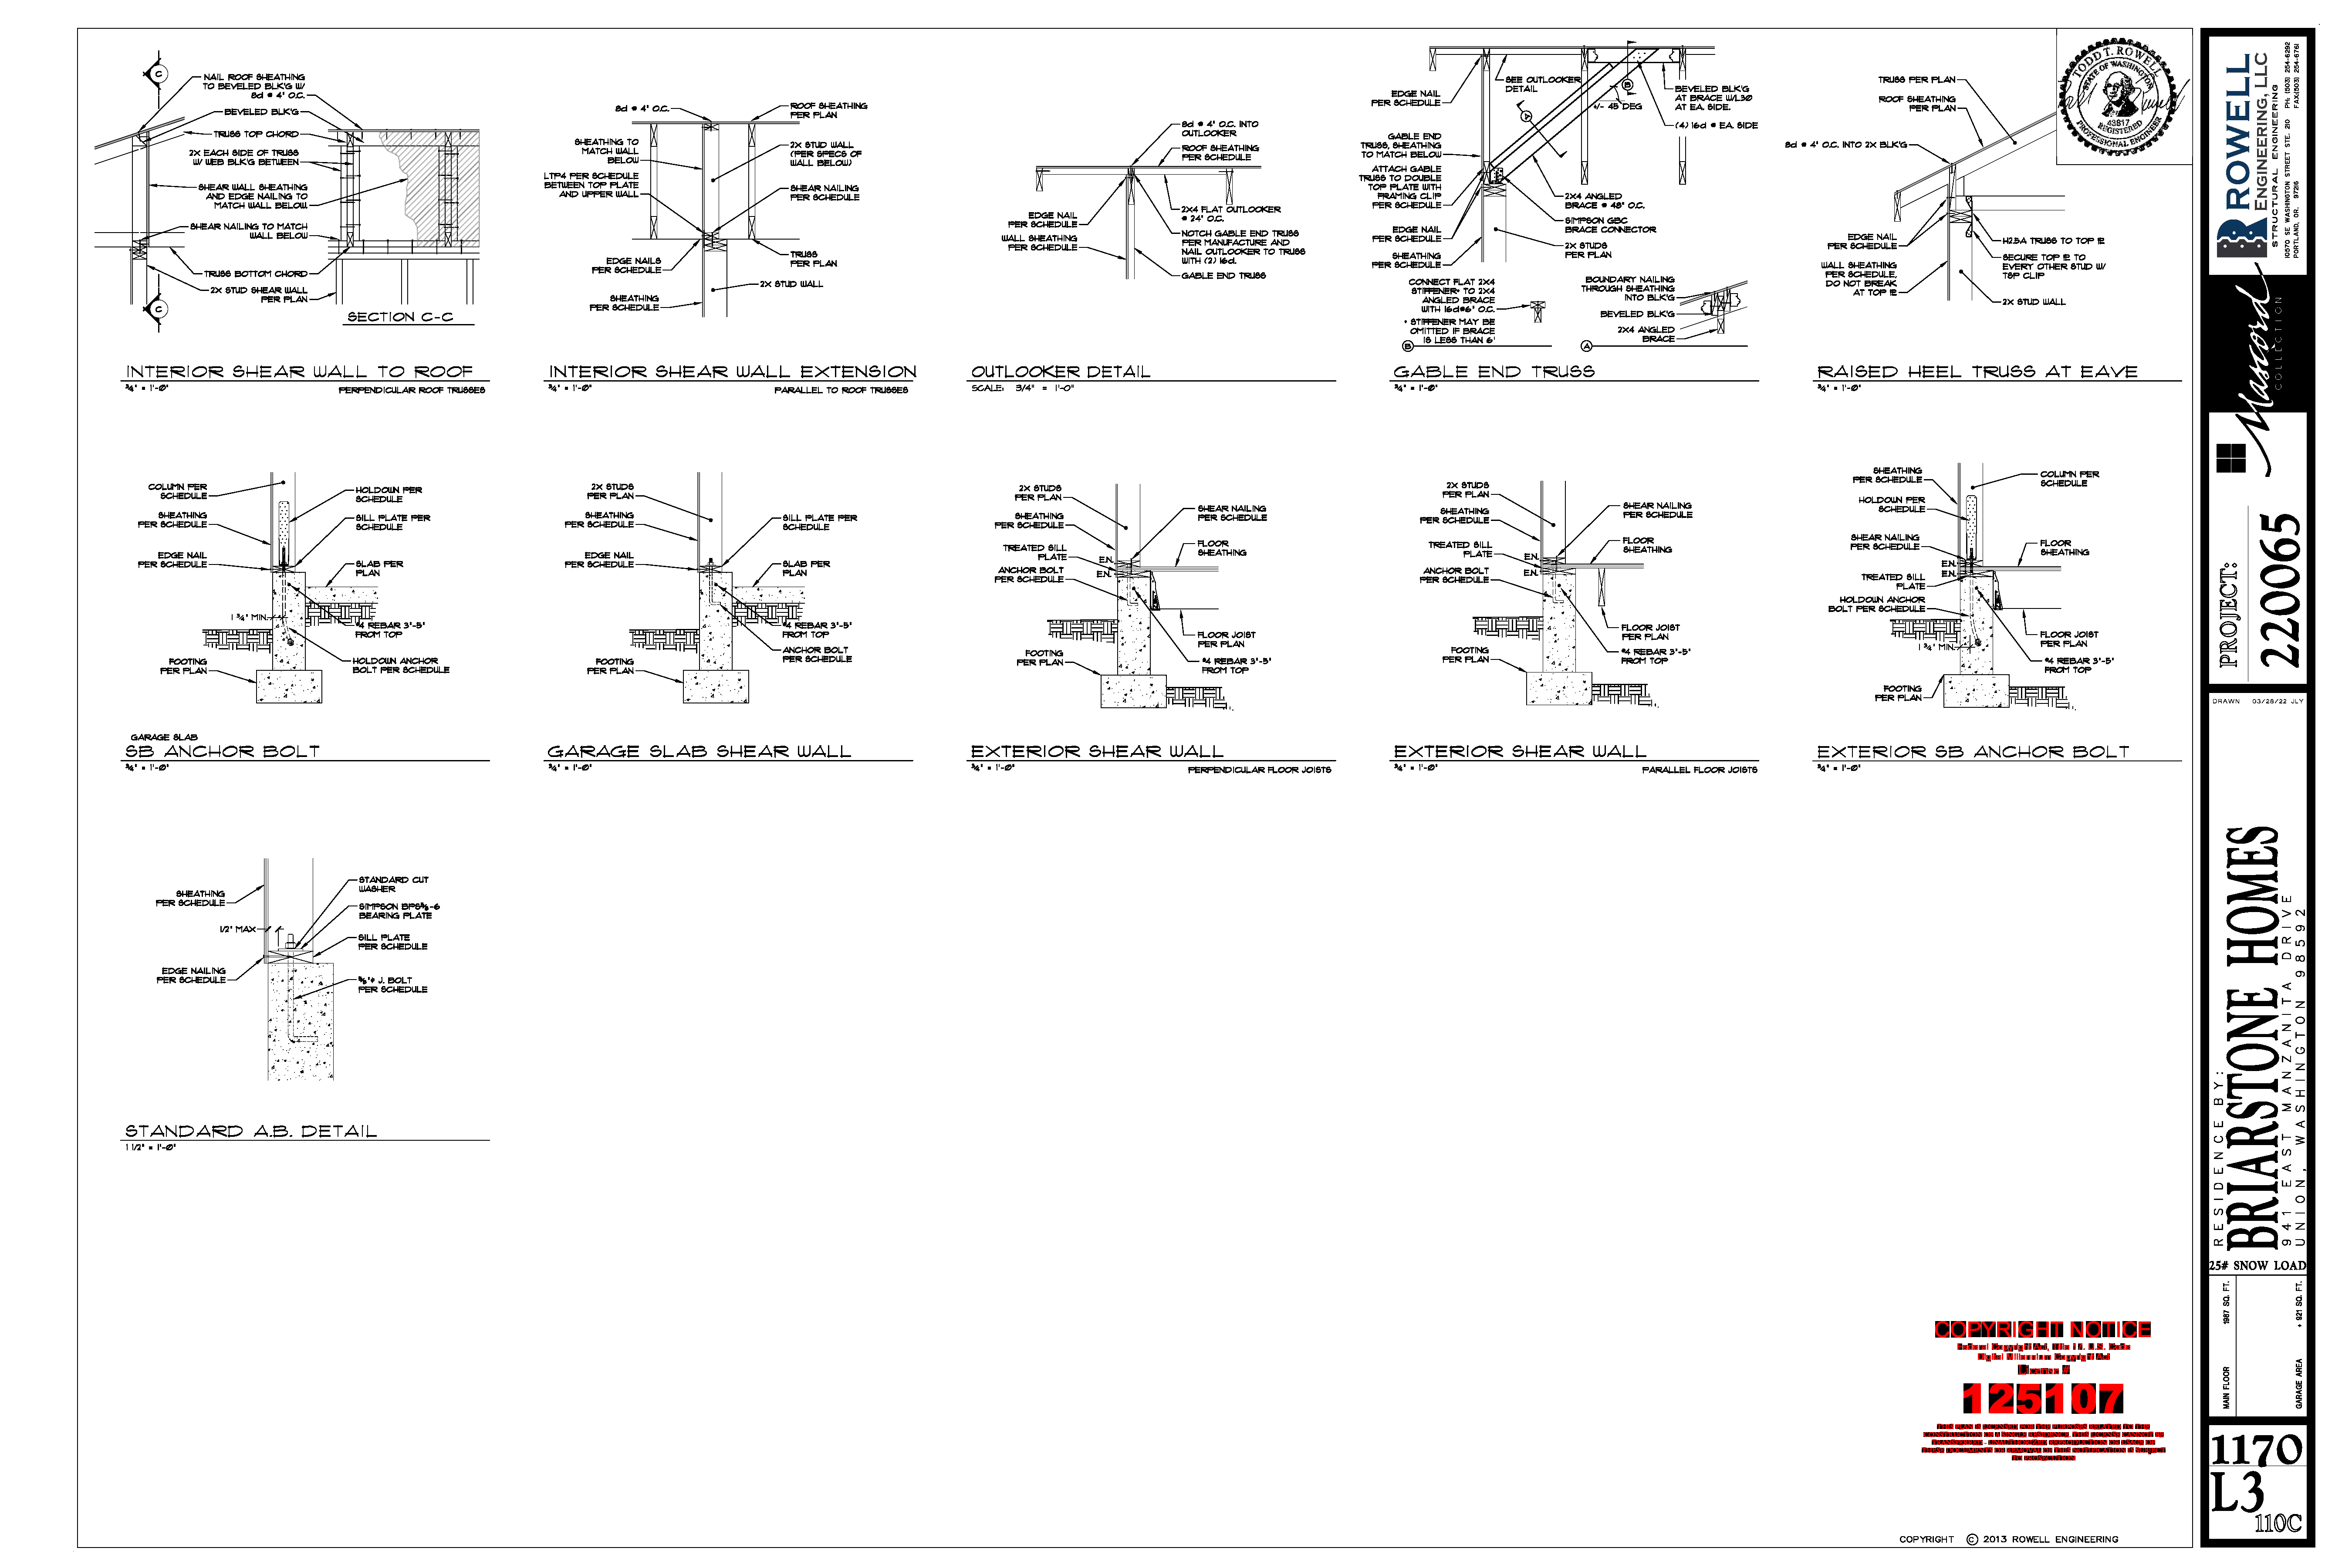 C
NAIL ROOF SHEATHING
TO BEVELED BLK'G W/
8d @ 4" O.C.
BEVELED BLK'G
TRUSS TOP CHORD
2X EACH SIDE OF TRUSS
W/ WEB BLK'G BETWEEN
SHEAR WALL SHEATHING
AND EDGE NAILING TO
MATCH WALL BELOW.
SHEAR NAILING TO MATCH
WALL BELOW
TRUSS BOTTOM CHORD
2X STUD SHEAR WALL
PER PLAN
C
SECTION C-C
INTERIOR SHEAR WALL TO ROOF
3/4" = 1'-0"
PERPENDICULAR ROOF TRUSSES
8d @ 4" O.C.
ROOF SHEATHING
PER PLAN
SHEATHING TO
MATCH WALL
BELOW
2X STUD WALL
(PER SPECS OF
WALL BELOW)
LTP4 PER SCHEDULE
BETWEEN TOP PLATE
AND UPPER WALL
SHEAR NAILING
PER SCHEDULE
EDGE NAILS
PER SCHEDULE
TRUSS
PER PLAN
2X STUD WALL
SHEATHING
PER SCHEDULE
INTERIOR SHEAR WALL EXTENSION
3/4" = 1'-0"
PARALLEL TO ROOF TRUSSES
8d @ 4" O.C. INTO
OUTLOOKER
ROOF SHEATHING
PER SCHEDULE
EDGE NAIL
PER SCHEDULE
WALL SHEATHING
PER SCHEDULE
2X4 FLAT OUTLOOKER
@ 24" O.C.
NOTCH GABLE END TRUSS
PER MANUFACTURE AND
NAIL OUTLOOKER TO TRUSS
WITH (2) 16d.
GABLE END TRUSS
OUTLOOKER DETAIL
SCALE: 3/4" = 1'-0"
SEE OUTLOOKER
DETAIL
EDGE NAIL
PER SCHEDULE
B
+/- 45 DEG
A
BEVELED BLK'G
AT BRACE W/L30
AT EA. SIDE.
(4) 16d @ EA. SIDE
GABLE END
TRUSS, SHEATHING
TO MATCH BELOW
ATTACH GABLE
TRUSS TO DOUBLE
TOP PLATE WITH
FRAMING CLIP
PER SCHEDULE
EDGE NAIL
PER SCHEDULE
SHEATHING
PER SCHEDULE
2X4 ANGLED
BRACE @ 48" O.C.
SIMPSON GBC
BRACE CONNECTOR
2X STUDS
PER PLAN
CONNECT FLAT 2X4
STIFFENER* TO 2X4
ANGLED BRACE
WITH 16d@6" O.C.
* STIFFENER MAY BE
OMITTED IF BRACE
IS LESS THAN 6'
B
BOUNDARY NAILING
THROUGH SHEATHING
INTO BLK'G
BEVELED BLK'G
2X4 ANGLED
BRACE
A
GABLE END TRUSS
3/4" = 1'-0"
TRUSS PER PLAN
ROOF SHEATHING
PER PLAN
8d @ 4" O.C. INTO 2X BLK'G
EDGE NAIL
PER SCHEDULE
WALL SHEATHING
PER SCHEDULE,
DO NOT BREAK
AT TOP ℄
H2.5A TRUSS TO TOP ℄
SECURE TOP ℄ TO
EVERY OTHER STUD W/
TSP CLIP
2X STUD WALL
RAISED HEEL TRUSS AT EAVE
3/4" = 1'-0"
TODD T. ROWELL
STATE OF WASHINGTON
43817
REGISTERED
PROFESSIONAL ENGINEER
COLUMN PER
SCHEDULE
SHEATHING
PER SCHEDULE
EDGE NAIL
PER SCHEDULE
HOLDOWN PER
SCHEDULE
SILL PLATE PER
SCHEDULE
SLAB PER
PLAN
1 3/4" MIN.
#4 REBAR 3"-5"
FROM TOP
FOOTING
PER PLAN
HOLDOWN ANCHOR
BOLT PER SCHEDULE
GARAGE SLAB
SB ANCHOR BOLT
3/4" = 1'-0"
2X STUDS
PER PLAN
SHEATHING
PER SCHEDULE
EDGE NAIL
PER SCHEDULE
SILL PLATE PER
SCHEDULE
SLAB PER
PLAN
#4 REBAR 3"-5"
FROM TOP
ANCHOR BOLT
PER SCHEDULE
FOOTING
PER PLAN
GARAGE SLAB SHEAR WALL
3/4" = 1'-0"
2X STUDS
PER PLAN
SHEATHING
PER SCHEDULE
TREATED SILL
PLATE
ANCHOR BOLT
PER SCHEDULE
E.N.
E.N.
SHEAR NAILING
PER SCHEDULE
FLOOR
SHEATHING
FLOOR JOIST
PER PLAN
#4 REBAR 3"-5"
FROM TOP
FOOTING
PER PLAN
EXTERIOR SHEAR WALL
3/4" = 1'-0"
PERPENDICULAR FLOOR JOISTS
2X STUDS
PER PLAN
SHEATHING
PER SCHEDULE
TREATED SILL
PLATE
ANCHOR BOLT
PER SCHEDULE
E.N.
E.N.
SHEAR NAILING
PER SCHEDULE
FLOOR
SHEATHING
FLOOR JOIST
PER PLAN
#4 REBAR 3"-5"
FROM TOP
FOOTING
PER PLAN
EXTERIOR SHEAR WALL
3/4" = 1'-0"
PARALLEL FLOOR JOISTS
SHEATHING
PER SCHEDULE
HOLDOWN PER
SCHEDULE
SHEAR NAILING
PER SCHEDULE
E.N.
E.N.
TREATED SILL
PLATE
HOLDOWN ANCHOR
BOLT PER SCHEDULE
1 3/4" MIN.
COLUMN PER
SCHEDULE
FLOOR
SHEATHING
FLOOR JOIST
PER PLAN
#4 REBAR 3"-5"
FROM TOP
FOOTING
PER PLAN
EXTERIOR SB ANCHOR BOLT
3/4" = 1'-0"
SHEATHING
PER SCHEDULE
1/2" MAX
EDGE NAILING
PER SCHEDULE
STANDARD CUT
WASHER
SIMPSON BPS5/8-6
BEARING PLATE
SILL PLATE
PER SCHEDULE
5/8"ø J. BOLT
PER SCHEDULE
STANDARD A.B. DETAIL
1 1/2" = 1'-0"
COPYRIGHT NOTICE
Federal Copyright Act, Title 17, U.S. Code
Digital Millennium Copyright Act
License #
125107
COPYRIGHT © 2013 ROWELL ENGINEERING
ROWELL
ENGINEERING, LLC
STRUCTURAL ENGINEERING
10570 SE WASHINGTON STREET STE. 210 PH. (503) 254-6292
PORTLAND, OR. 97216 FAX(503) 254-6761
Mascord
COLLECTION
PROJECT:
220065
DRAWN 03/28/22 JLY
RESIDENCE BY:
BRIARSTONE HOMES
941 EAST MANZANITA DRIVE
UNION, WASHINGTON 98592
25# SNOW LOAD
MAIN FLOOR 1987 SQ. FT.
GARAGE AREA + 921 SQ. FT.
1170
L3
110C